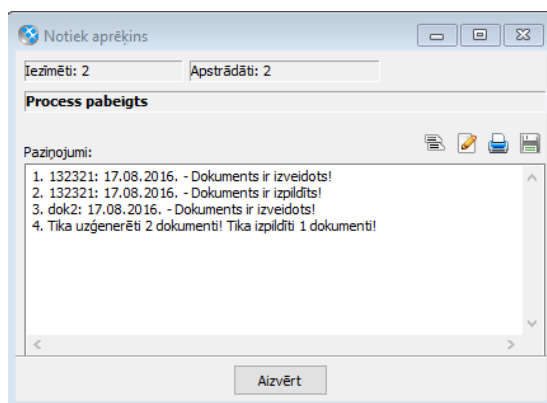 Notiek aprēķins
Iezīmēti: 2 Apstrādāti: 2
Process pabeigts
Paziņojumi:
1. 132321: 17.08.2016. - Dokuments ir izveidots!
2. 132321: 17.08.2016. - Dokuments ir izpildīts!
3. dok2: 17.08.2016. - Dokuments ir izveidots!
4. Tika uzģenerēti 2 dokumenti! Tika izpildīti 1 dokumenti!
Aizvērt